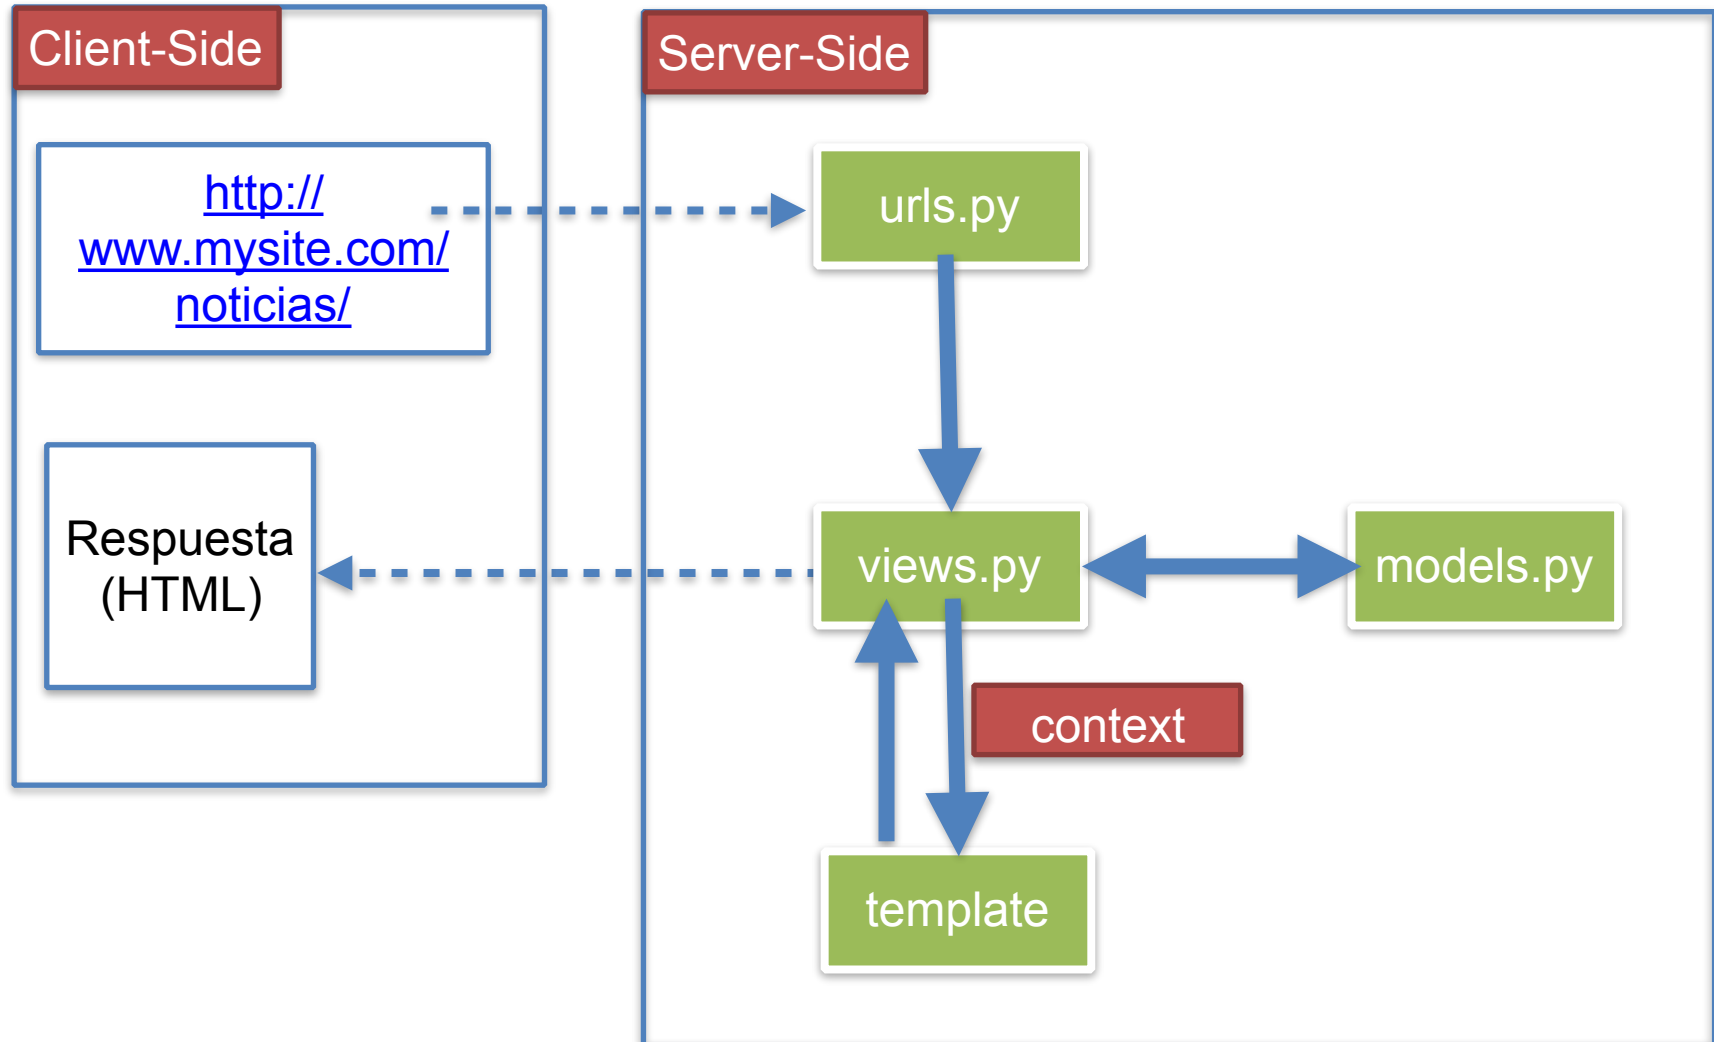 Client-Side
http://
www.mysite.com/
noticias/
Respuesta
(HTML)
Server-Side
urls.py
views.py
models.py
context
template